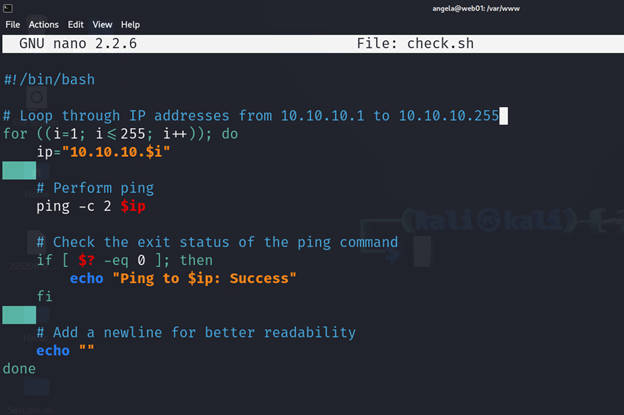 angela@web01: /var/www
File Actions Edit View Help
GNU nano 2.2.6 File: check.sh
#!/bin/bash
# Loop through IP addresses from 10.10.10.1 to 10.10.10.255
for ((i=1; i<=255; i++)); do
    ip="10.10.10.$i"
    # Perform ping
    ping -c 2 $ip
(kali㉿kali)-[
    # Check the exit status of the ping command
    if [ $? -eq 0 ]; then
        echo "Ping to $ip: Success"
    fi
    # Add a newline for better readability
    echo ""
done